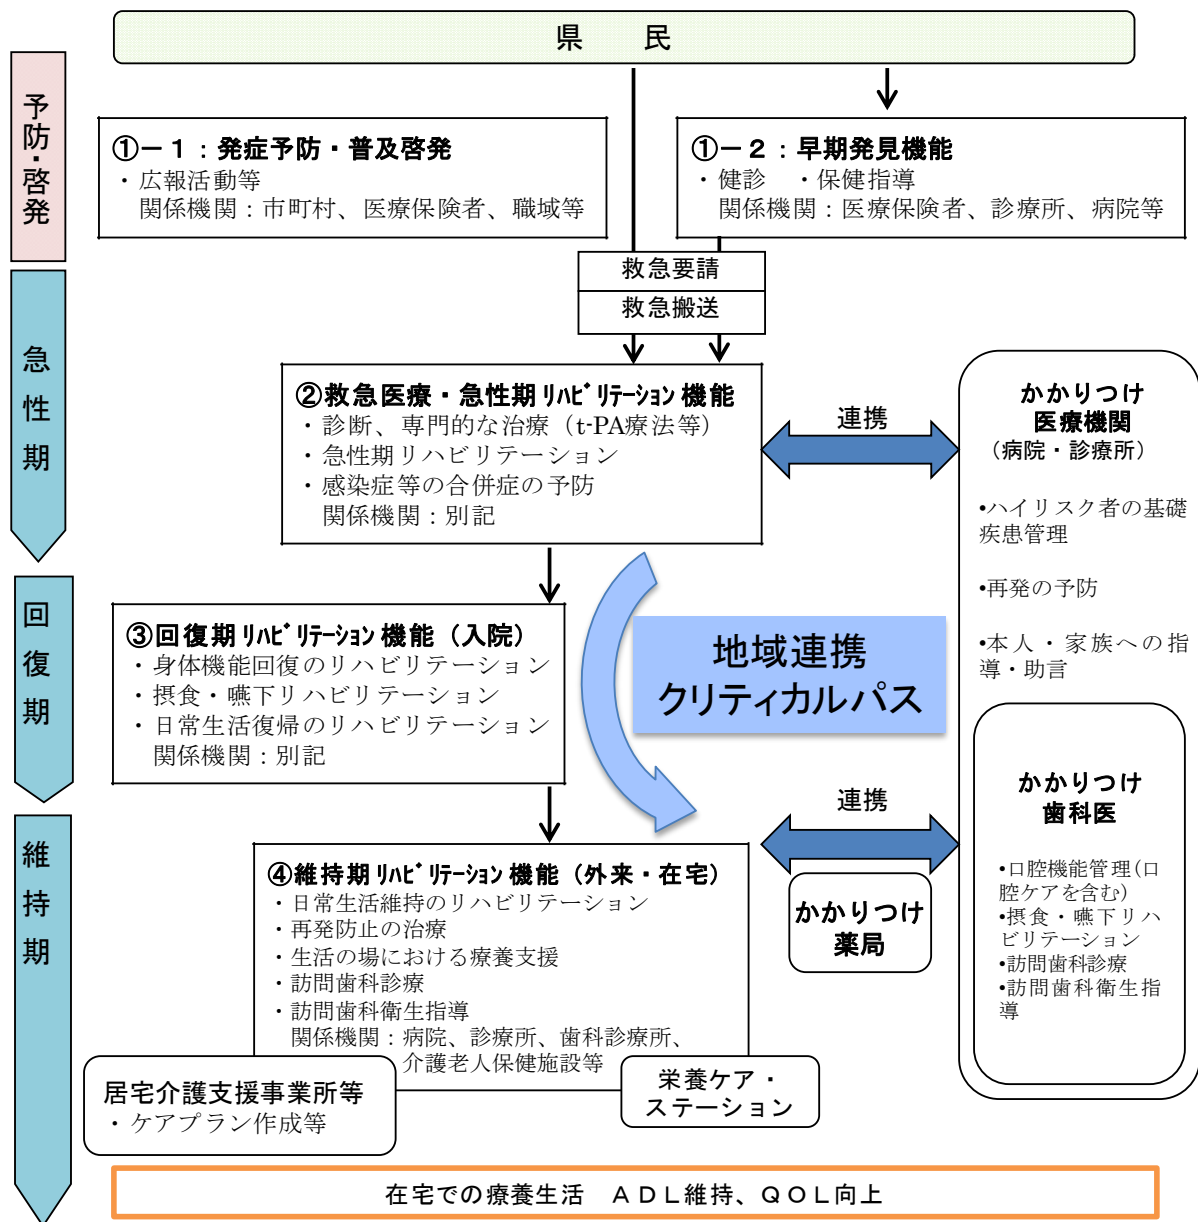 県　民
予防・啓発
①－１：発症予防・普及啓発
・広報活動等
関係機関：市町村、医療保険者、職域等
①－２：早期発見機能
・健診　・保健指導
関係機関：医療保険者、診療所、病院等
救急要請
救急搬送
急性期
②救急医療・急性期ﾘﾊﾋﾞﾘﾃｰｼｮﾝ機能
・診断、専門的な治療（t-PA療法等）
・急性期リハビリテーション
・感染症等の合併症の予防
関係機関：別記
連携
かかりつけ
医療機関
（病院・診療所）
•ハイリスク者の基礎
疾患管理
•再発の予防
•本人・家族への指
導・助言
回復期
③回復期ﾘﾊﾋﾞﾘﾃｰｼｮﾝ機能（入院）
・身体機能回復のリハビリテーション
・摂食・嚥下リハビリテーション
・日常生活復帰のリハビリテーション
関係機関：別記
地域連携
クリティカルパス
維持期
④維持期ﾘﾊﾋﾞﾘﾃｰｼｮﾝ機能（外来・在宅）
・日常生活維持のリハビリテーション
・再発防止の治療
・生活の場における療養支援
・訪問歯科診療
・訪問歯科衛生指導
関係機関：病院、診療所、歯科診療所、
介護老人保健施設等
連携
かかりつけ
薬局
かかりつけ
歯科医
•口腔機能管理(口
腔ケアを含む)
•摂食・嚥下リハ
ビリテーション
•訪問歯科診療
•訪問歯科衛生指
導
居宅介護支援事業所等
・ケアプラン作成等
栄養ケア・
ステーション
在宅での療養生活　ＡＤＬ維持、ＱＯＬ向上